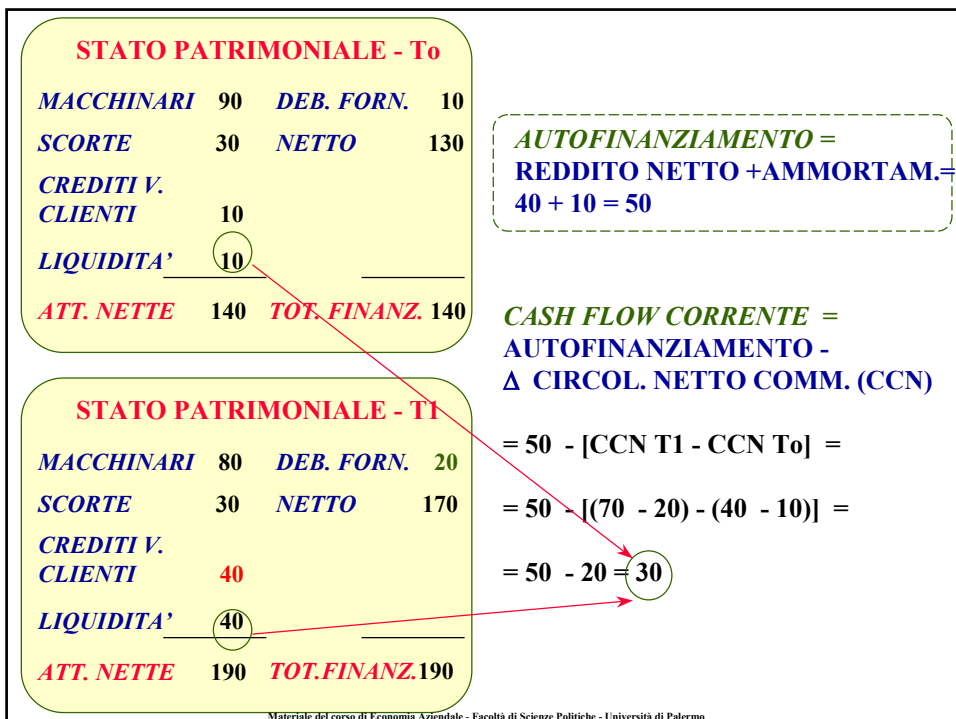 STATO PATRIMONIALE - To
MACCHINARI 90 DEB. FORN. 10
SCORTE 30 NETTO 130
CREDITI V.
CLIENTI 10
LIQUIDITA’ 10
ATT. NETTE 140 TOT. FINANZ. 140
AUTOFINANZIAMENTO =
REDDITO NETTO +AMMORTAM.=
40 + 10 = 50
CASH FLOW CORRENTE =
AUTOFINANZIAMENTO -
Δ CIRCOL. NETTO COMM. (CCN)
= 50 - [CCN T1 - CCN To] =
= 50 - [(70 - 20) - (40 - 10)] =
= 50 - 20 = 30
STATO PATRIMONIALE - T1
MACCHINARI 80 DEB. FORN. 20
SCORTE 30 NETTO 170
CREDITI V.
CLIENTI 40
LIQUIDITA’ 40
ATT. NETTE 190 TOT.FINANZ.190
Materiale del corso di Economia Aziendale - Facoltà di Scienze Politiche - Università di Palermo